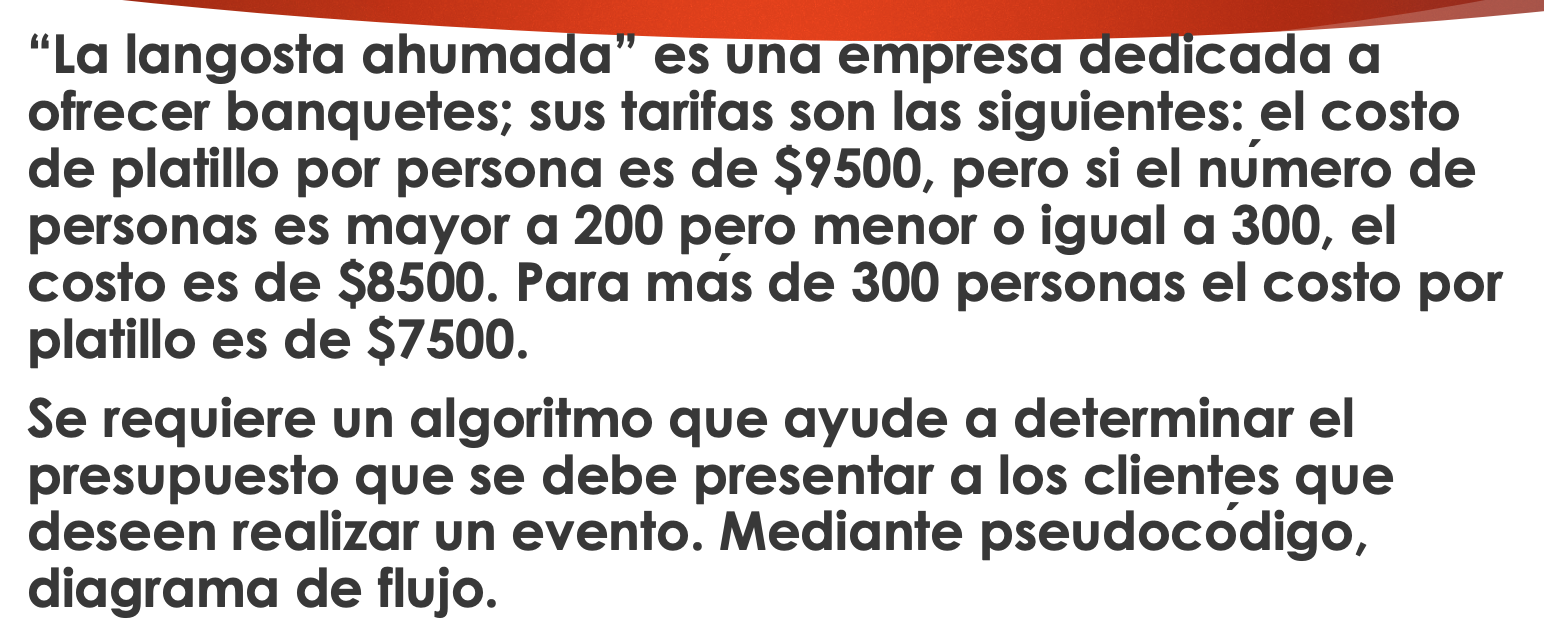 “La langosta ahumada” es una empresa dedicada a
ofrecer banquetes; sus tarifas son las siguientes: el costo
de platillo por persona es de $9500, pero si el número de
personas es mayor a 200 pero menor o igual a 300, el
costo es de $8500. Para más de 300 personas el costo por
platillo es de $7500.
Se requiere un algoritmo que ayude a determinar el
presupuesto que se debe presentar a los clientes que
deseen realizar un evento. Mediante pseudocódigo,
diagrama de flujo.